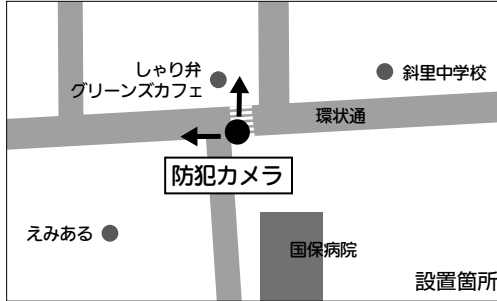 しゃり弁
グリーンズカフェ
斜里中学校
環状通
防犯カメラ
えみある
国保病院
設置箇所